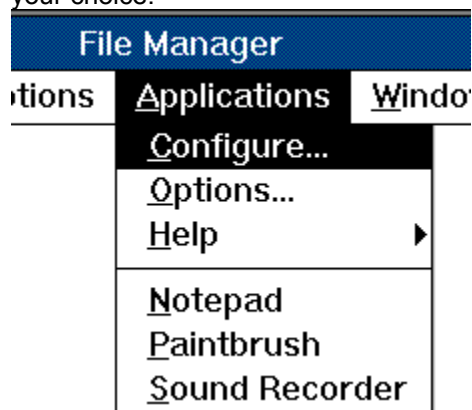 your choice.
File Manager
tions Applications Windo
Configure...
Options...
Help
Notepad
Paintbrush
Sound Recorder